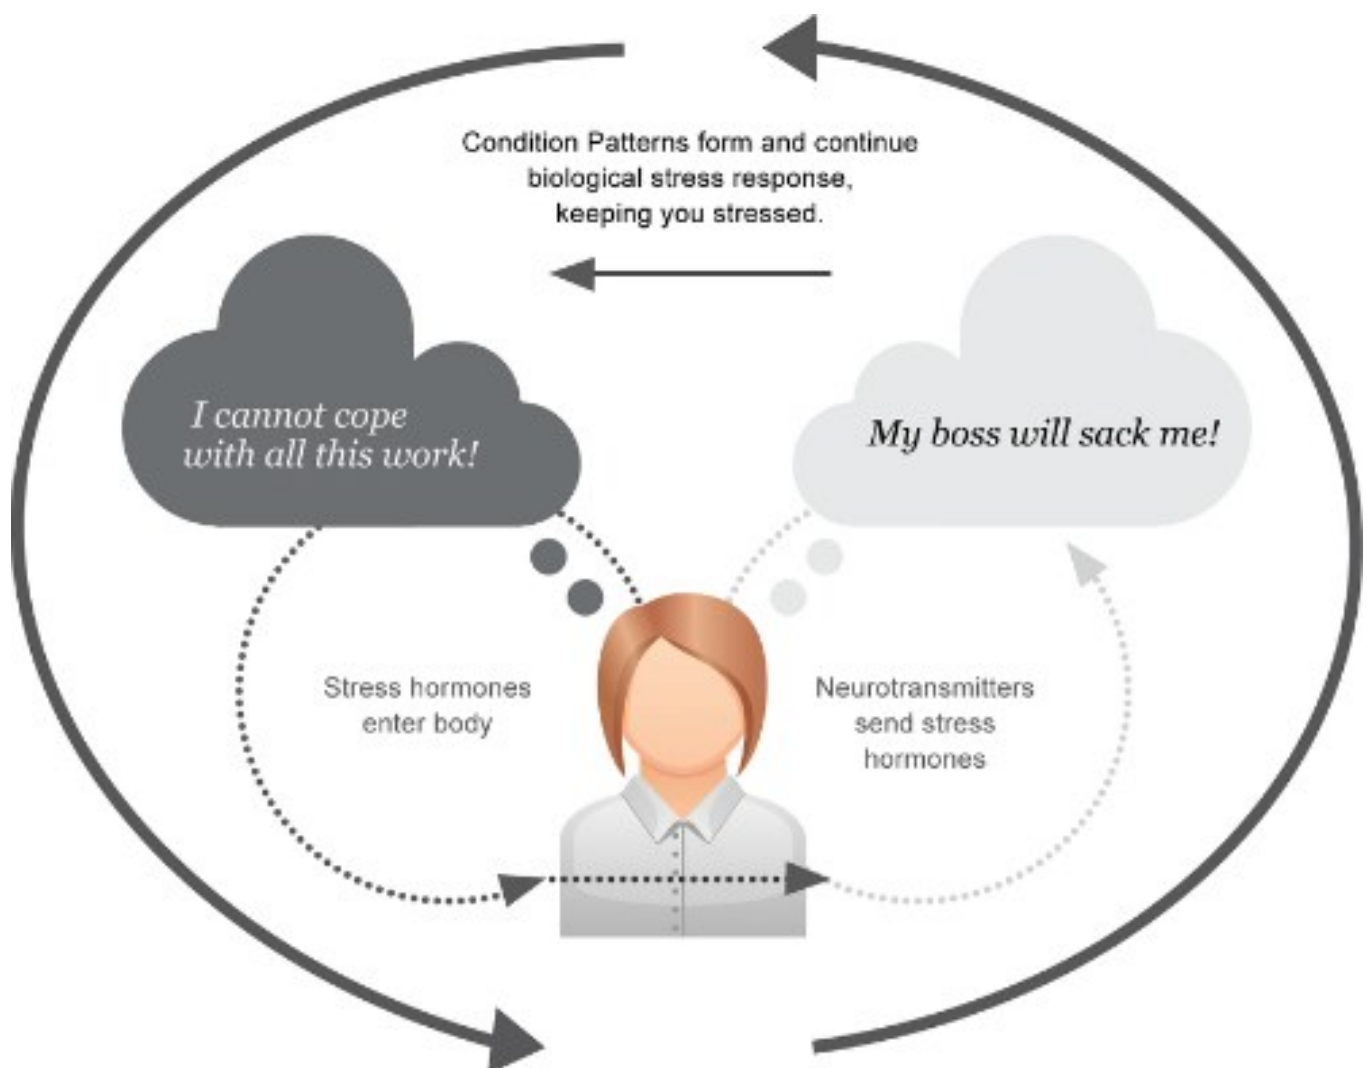 Condition Patterns form and continue
biological stress response,
keeping you stressed.
I cannot cope
with all this work!
My boss will sack me!
Stress hormones
enter body
Neurotransmitters
send stress
hormones